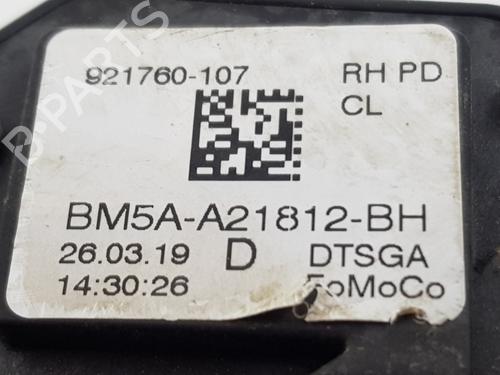 921760-107 RH PD
CL
BM5A-A21812-BH
26.03.19 D DTSGA
14:30:26 FoMoCo
B-PARTS